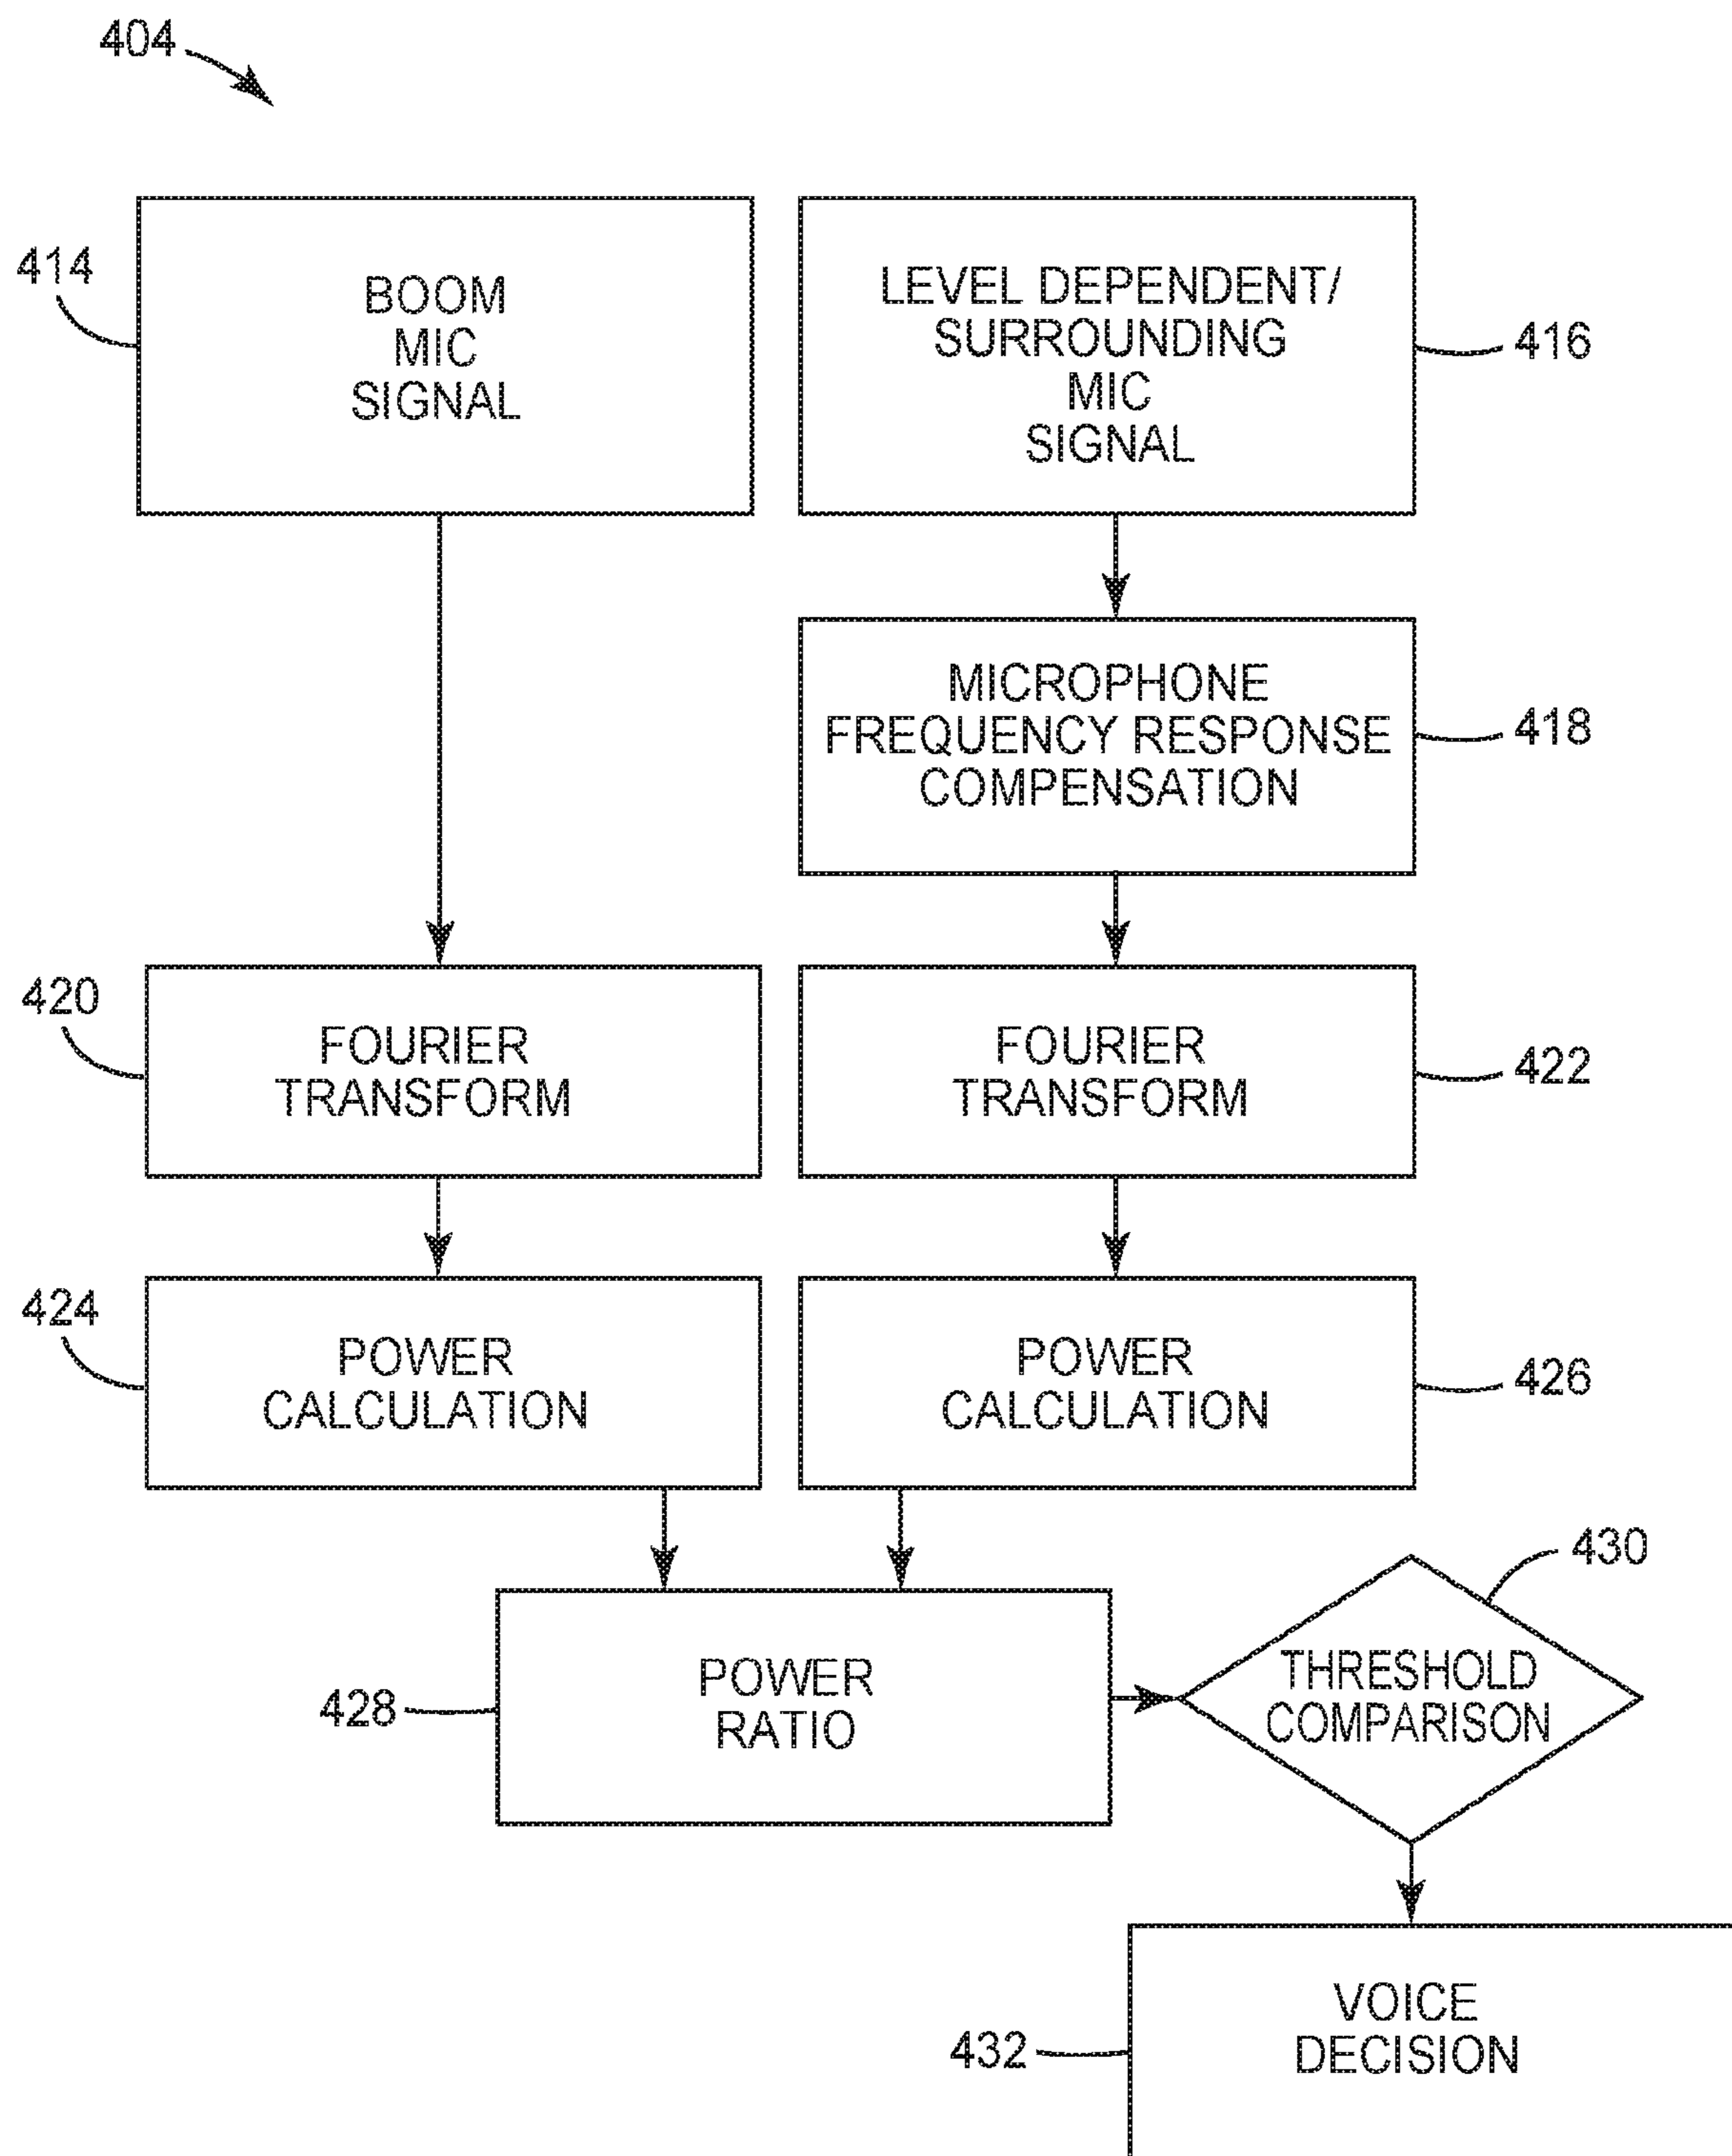 404
414
BOOM
MIC
SIGNAL
LEVEL DEPENDENT/
SURROUNDING
MIC
SIGNAL
416
MICROPHONE
FREQUENCY RESPONSE
COMPENSATION
418
420
FOURIER
TRANSFORM
FOURIER
TRANSFORM
422
424
POWER
CALCULATION
POWER
CALCULATION
426
428
POWER
RATIO
430
THRESHOLD
COMPARISON
432
VOICE
DECISION